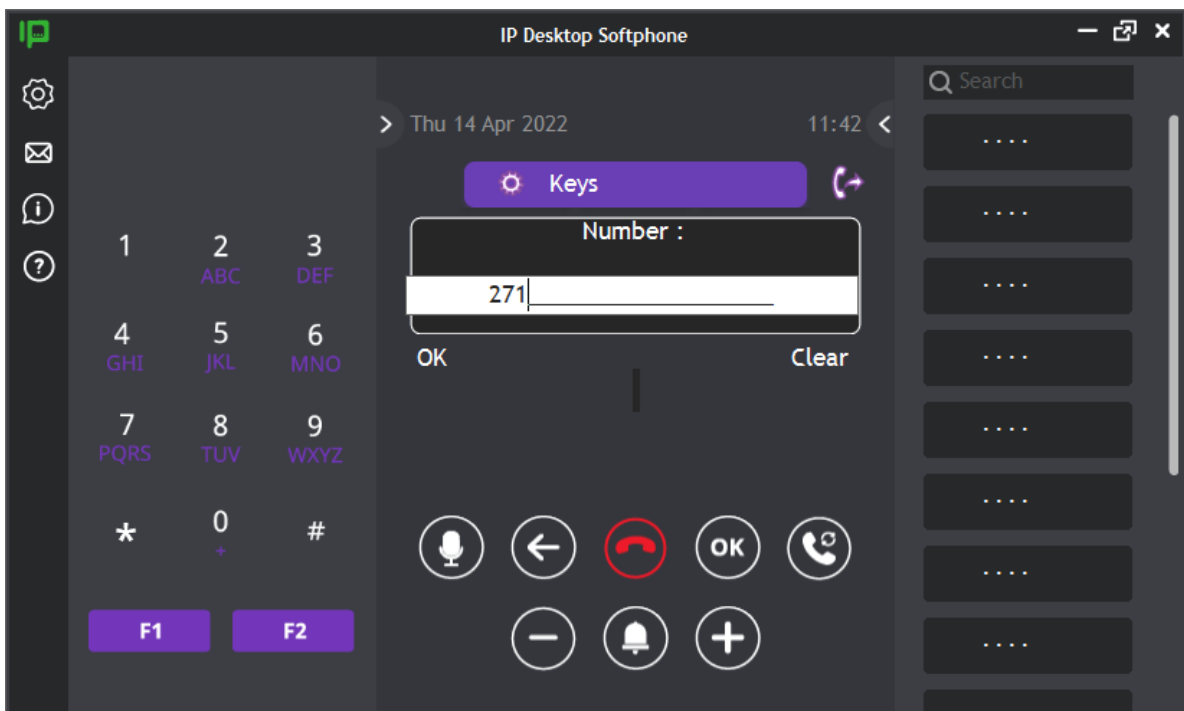 IP
IP Desktop Softphone
Search
Thu 14 Apr 2022 11:42
Keys
Number :
271
OK Clear
1 2 3
ABC DEF
4 5 6
GHI JKL MNO
7 8 9
PQRS TUV WXYZ
* 0 #
+
F1 F2
OK
. . . .
. . . .
. . . .
. . . .
. . . .
. . . .
. . . .
. . . .